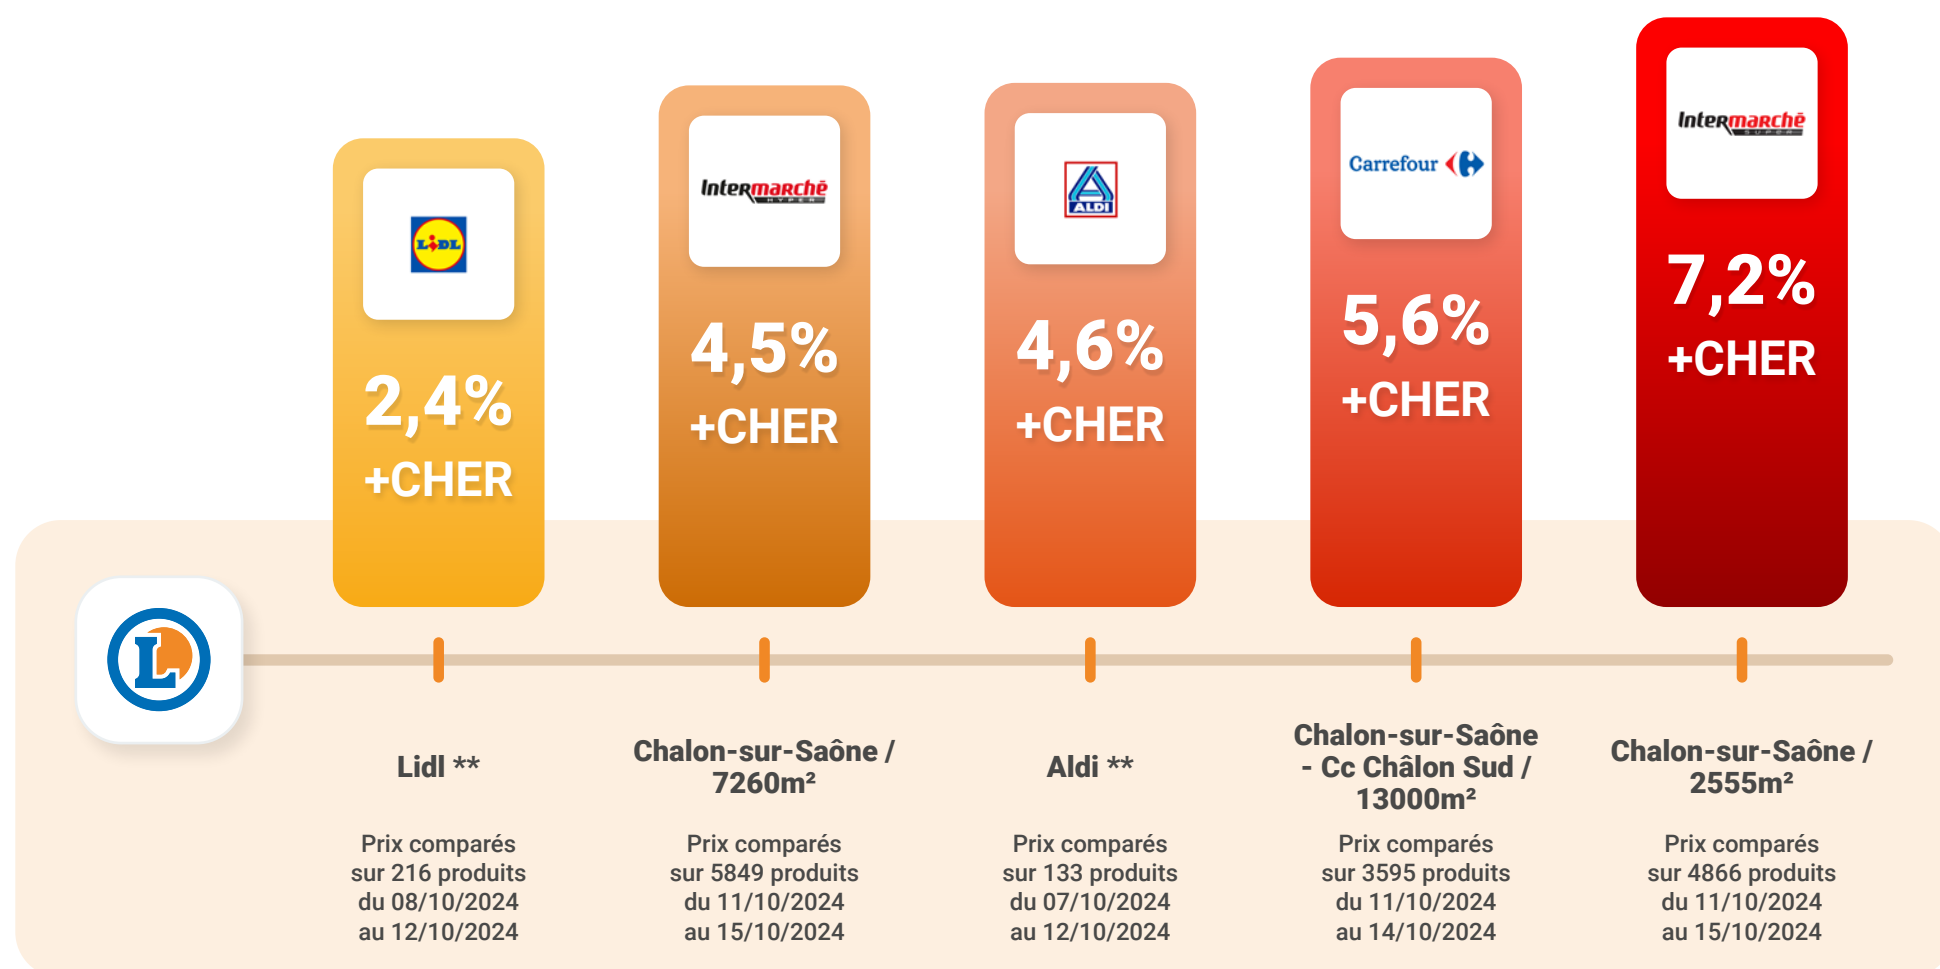 LiDL
2,4%
+CHER
Intermarchē
HYPER
4,5%
+CHER
ALDI
4,6%
+CHER
Carrefour
5,6%
+CHER
Intermarchē
SUPER
7,2%
+CHER
L
Lidl **
Prix comparés
sur 216 produits
du 08/10/2024
au 12/10/2024
Chalon-sur-Saône /
7260m²
Prix comparés
sur 5849 produits
du 11/10/2024
au 15/10/2024
Aldi **
Prix comparés
sur 133 produits
du 07/10/2024
au 12/10/2024
Chalon-sur-Saône
- Cc Châlon Sud /
13000m²
Prix comparés
sur 3595 produits
du 11/10/2024
au 14/10/2024
Chalon-sur-Saône /
2555m²
Prix comparés
sur 4866 produits
du 11/10/2024
au 15/10/2024